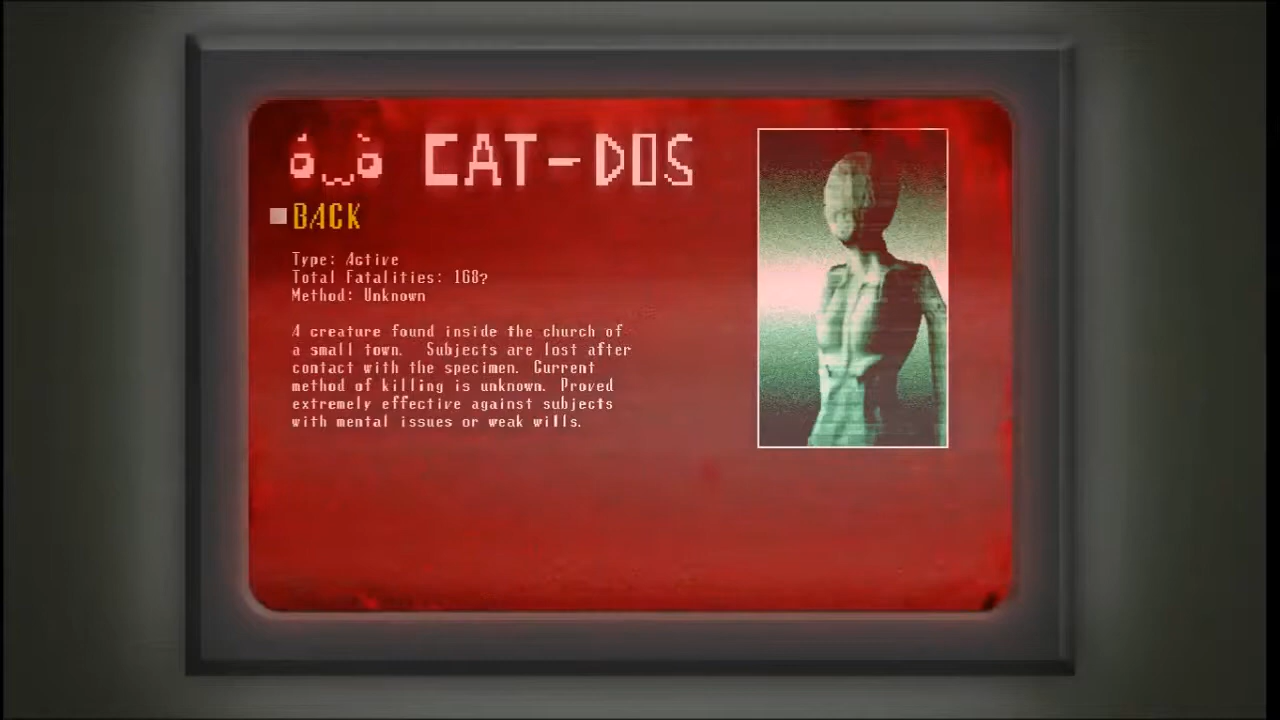 CAT-DOS
BACK
Type: Active
Total Fatalities: 168?
Method: Unknown
A creature found inside the church of
a small town. Subjects are lost after
contact with the specimen. Current
method of killing is unknown. Proved
extremely effective against subjects
with mental issues or weak wills.